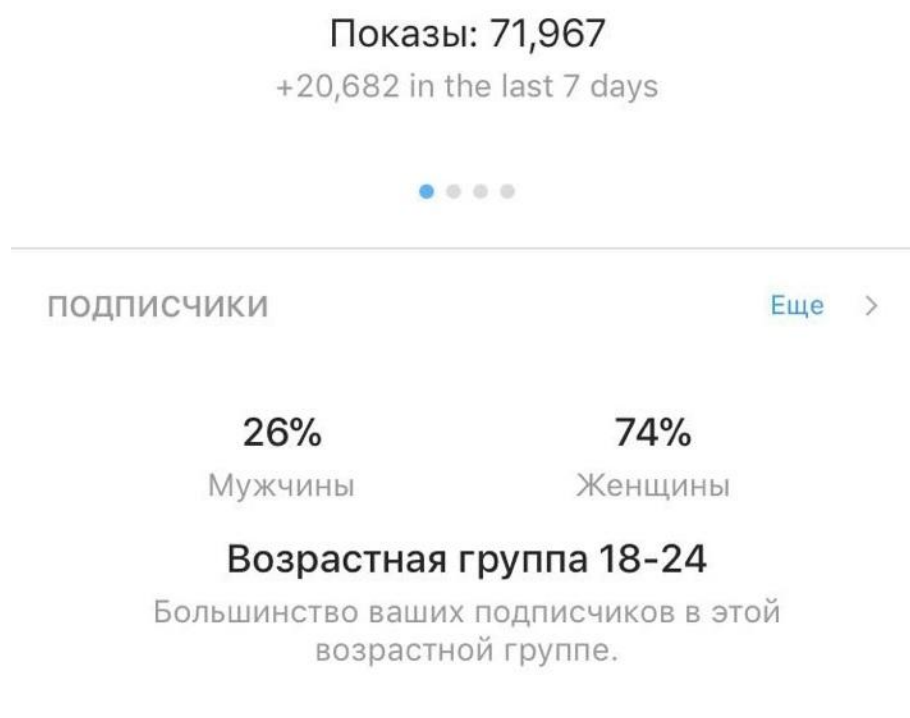 Показы: 71,967
+20,682 in the last 7 days
подписчики
Еще
26%
74%
Мужчины
Женщины
Возрастная группа 18-24
Большинство ваших подписчиков в этой
возрастной группе.